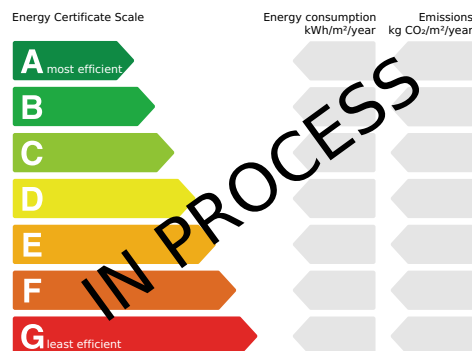 Energy Certificate Scale
Energy consumption
kWh/m²/year
Emissions
kg CO₂/m²/year
A most efficient
B
C
D
E
F
G least efficient
IN PROCESS